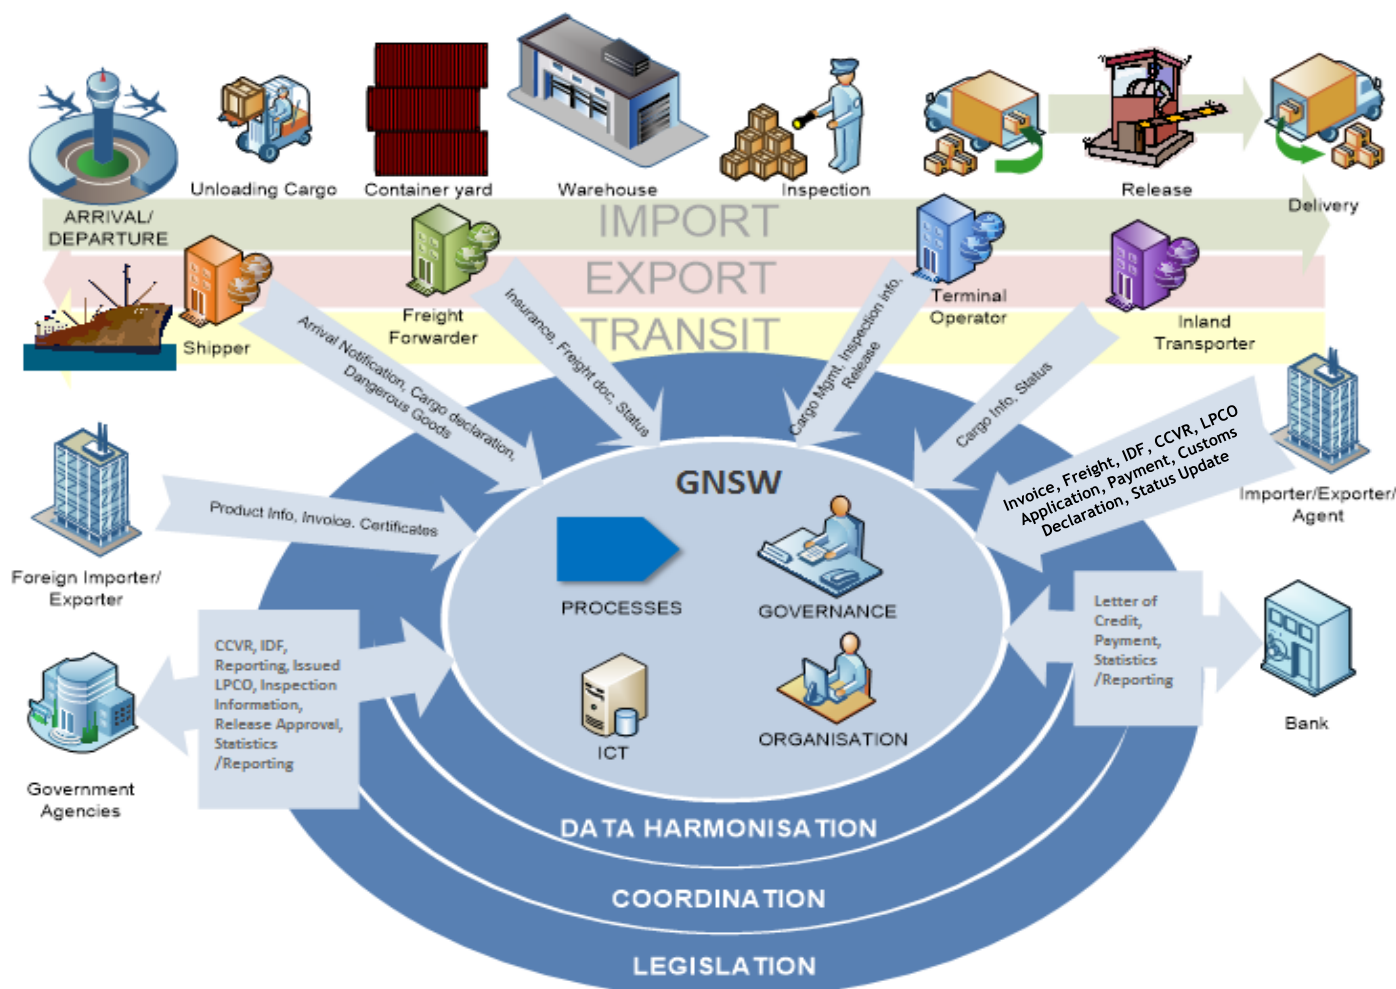 Unloading Cargo
Container yard
Warehouse
Inspection
Release
Delivery
ARRIVAL/
DEPARTURE
IMPORT
EXPORT
TRANSIT
Shipper
Freight
Forwarder
Terminal
Operator
Inland
Transporter
Arrival Notification, Cargo declaration,
Dangerous Goods
Insurance, Freight doc, Status
Cargo Mgmt, Inspection info,
Release
Cargo Info, Status
Invoice, Freight, IDF, CCVR, LPCO
Application, Payment, Customs
Declaration, Status Update
Importer/Exporter/
Agent
Product Info, Invoice. Certificates
Foreign Importer/
Exporter
GNSW
PROCESSES
GOVERNANCE
ICT
ORGANISATION
CCVR, IDF,
Reporting, Issued
LPCO, Inspection
Information,
Release Approval,
Statistics
/Reporting
Government
Agencies
Letter of
Credit,
Payment,
Statistics
/Reporting
Bank
DATA HARMONISATION
COORDINATION
LEGISLATION